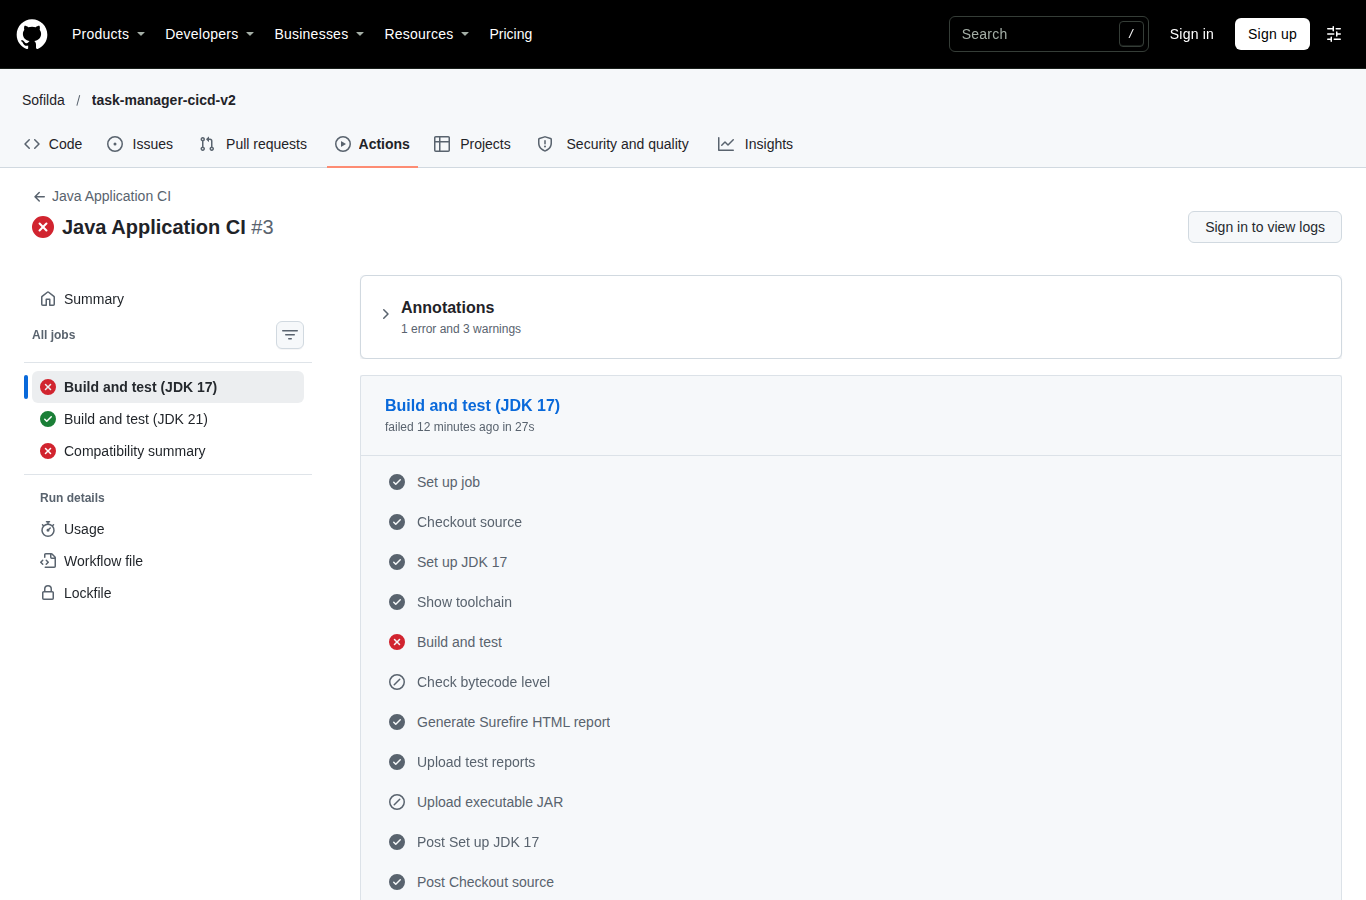 Products Developers Businesses Resources Pricing Search / Sign in Sign up
Sofilda / task-manager-cicd-v2
Code Issues Pull requests Actions Projects Security and quality Insights
Java Application CI
Java Application CI #3
Sign in to view logs
Summary
All jobs
Build and test (JDK 17)
Build and test (JDK 21)
Compatibility summary
Run details
Usage
Workflow file
Lockfile
Annotations
1 error and 3 warnings
Build and test (JDK 17)
failed 12 minutes ago in 27s
Set up job
Checkout source
Set up JDK 17
Show toolchain
Build and test
Check bytecode level
Generate Surefire HTML report
Upload test reports
Upload executable JAR
Post Set up JDK 17
Post Checkout source